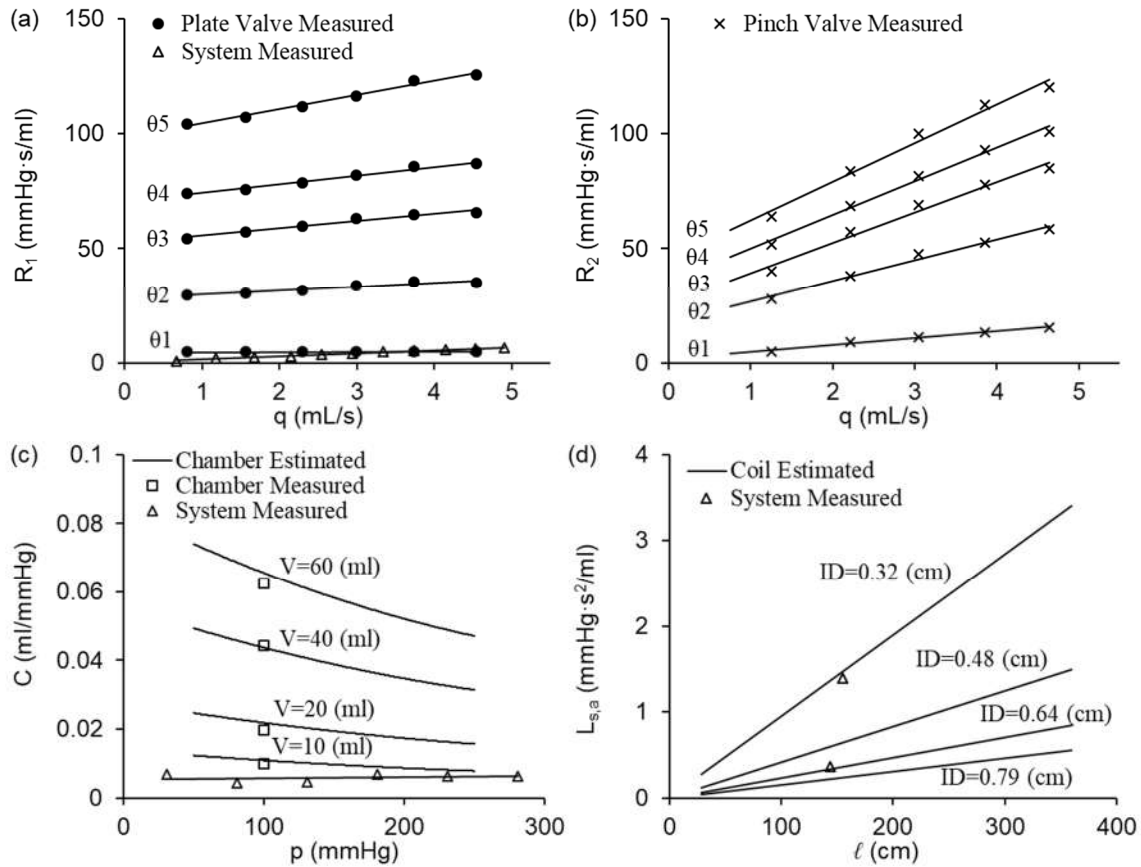 (a)
● Plate Valve Measured
△ System Measured
150
100
50
0
R₁ (mmHg·s/ml)
θ5
θ4
θ3
θ2
θ1
0 1 2 3 4 5
q (mL/s)
(b)
× Pinch Valve Measured
150
100
50
0
R₂ (mmHg·s/ml)
θ5
θ4
θ3
θ2
θ1
0 1 2 3 4 5
q (mL/s)
(c)
Chamber Estimated
□ Chamber Measured
△ System Measured
0.1
0.08
0.06
0.04
0.02
0
C (ml/mmHg)
V=60 (ml)
V=40 (ml)
V=20 (ml)
V=10 (ml)
0 100 200 300
p (mmHg)
(d)
Coil Estimated
△ System Measured
4
3
2
1
0
Lₛ,ₐ (mmHg·s²/ml)
ID=0.32 (cm)
ID=0.48 (cm)
ID=0.64 (cm)
ID=0.79 (cm)
0 100 200 300 400
ℓ (cm)